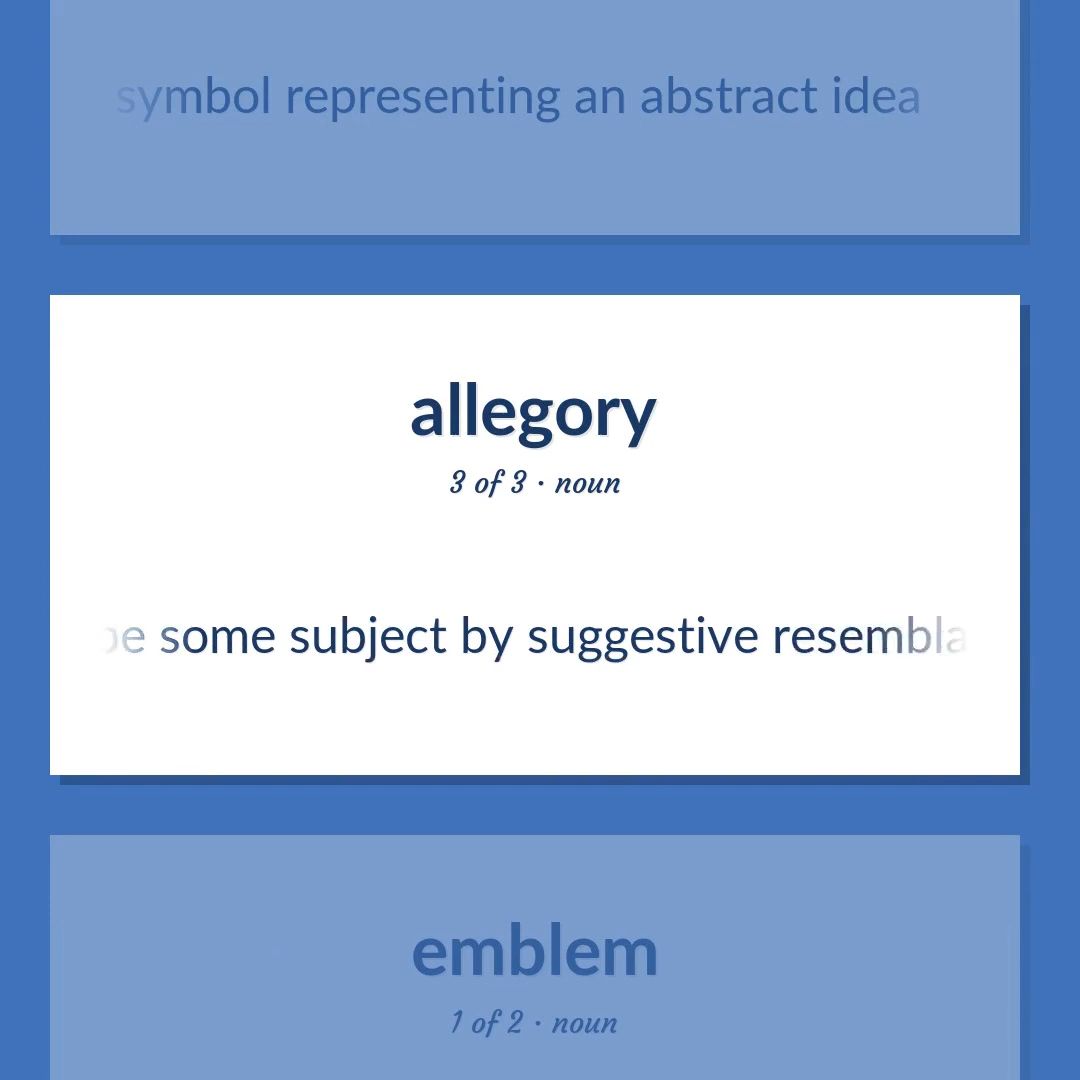 symbol representing an abstract idea
allegory
3 of 3 · noun
some subject by suggestive
emblem
1 of 2 · noun